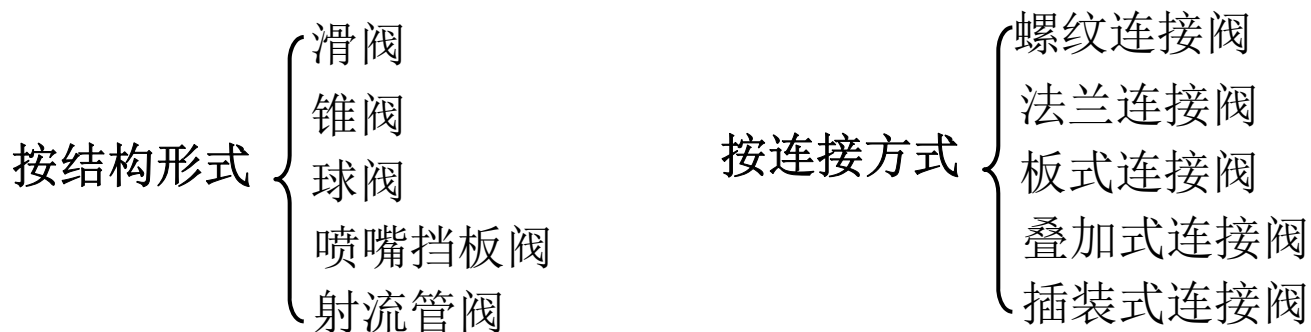 按结构形式
滑阀
锥阀
球阀
喷嘴挡板阀
射流管阀
按连接方式
螺纹连接阀
法兰连接阀
板式连接阀
叠加式连接阀
插装式连接阀